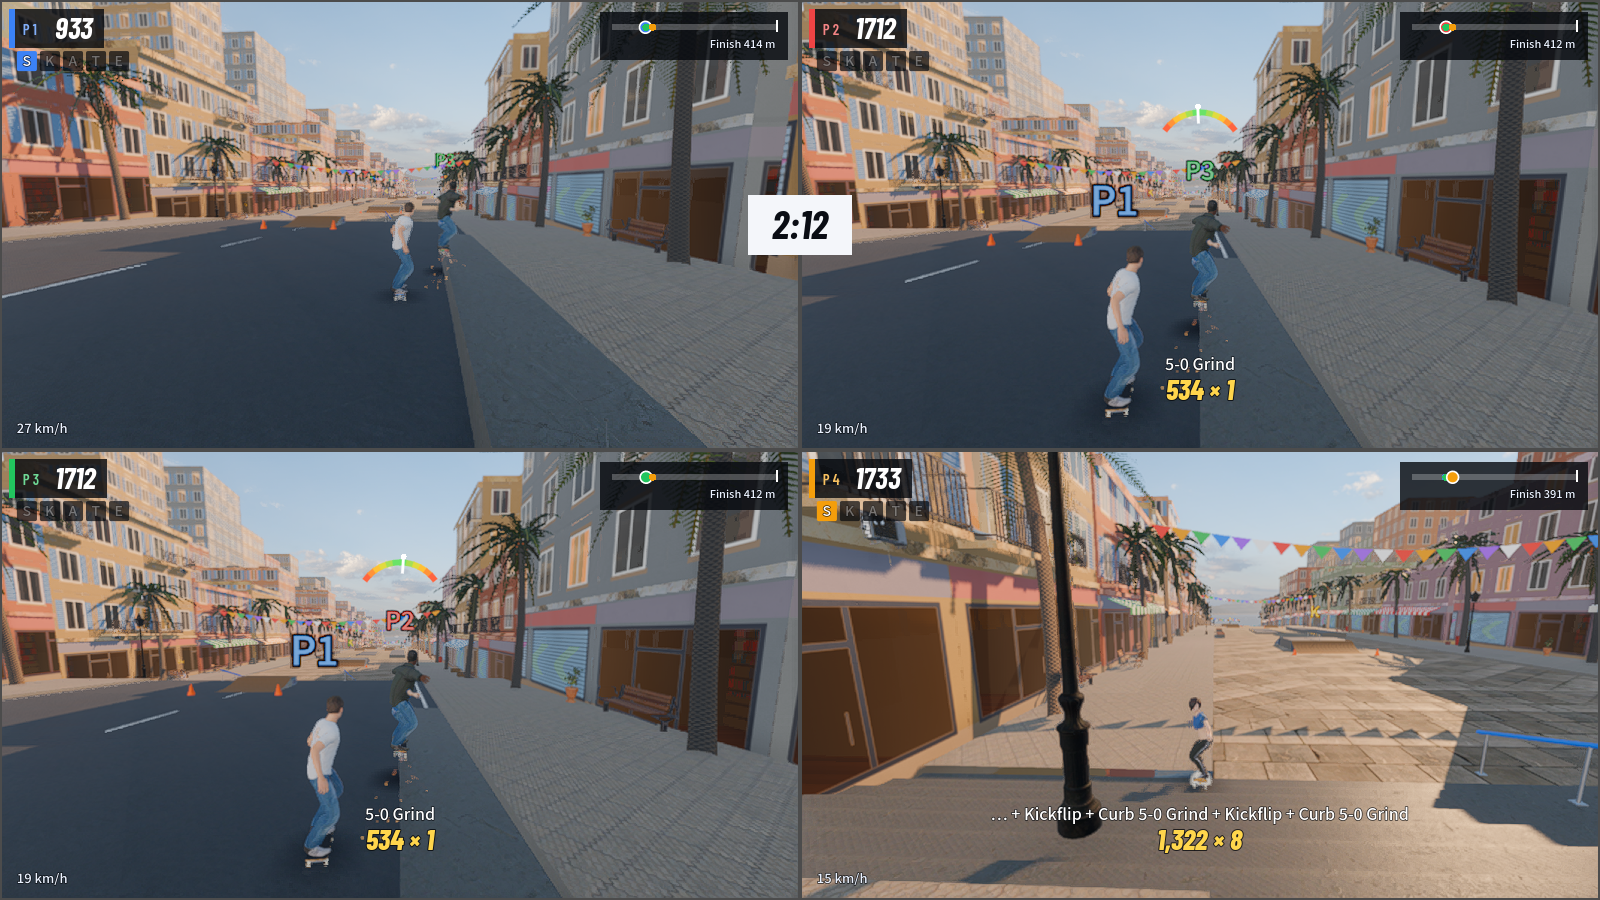 P1 933
S K A T E
Finish 414 m
27 km/h
P2 1712
S K A T E
Finish 412 m
P3
P1
5-0 Grind
534 × 1
19 km/h
2:12
P3 1712
S K A T E
Finish 412 m
P2
P1
5-0 Grind
534 × 1
19 km/h
P4 1733
S K A T E
Finish 391 m
K
... + Kickflip + Curb 5-0 Grind + Kickflip + Curb 5-0 Grind
1,322 × 8
15 km/h